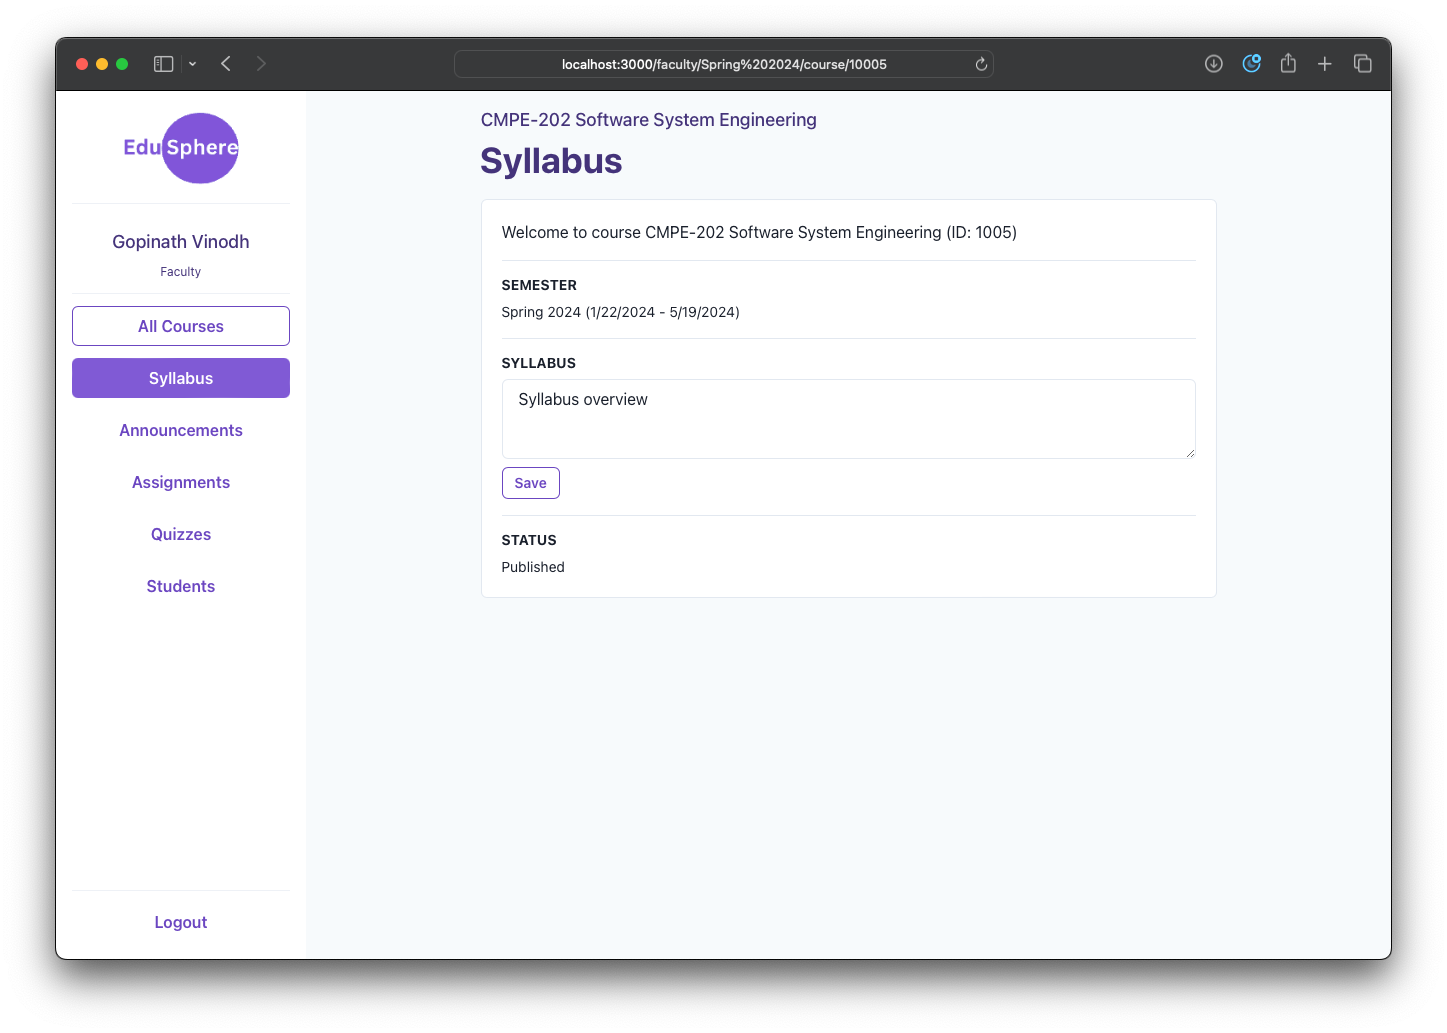 localhost:3000/faculty/Spring%202024/course/10005
EduSphere
Gopinath Vinodh
Faculty
All Courses
Syllabus
Announcements
Assignments
Quizzes
Students
Logout
CMPE-202 Software System Engineering
Syllabus
Welcome to course CMPE-202 Software System Engineering (ID: 1005)
SEMESTER
Spring 2024 (1/22/2024 - 5/19/2024)
SYLLABUS
Syllabus overview
Save
STATUS
Published